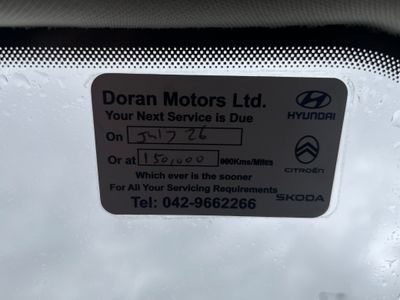 Doran Motors Ltd.
Your Next Service is Due
On July 26
Or at 150,000 000Kms/Miles
Which ever is the sooner
For All Your Servicing Requirements
Tel: 042-9662266
HYUNDAI
CITROËN
SKODA